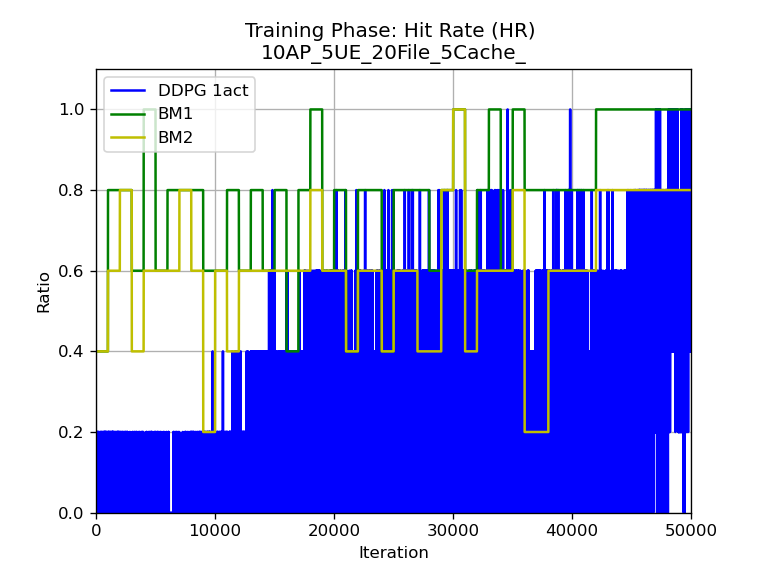 Training Phase: Hit Rate (HR)
10AP_5UE_20File_5Cache_
DDPG 1act
BM1
BM2
1.0
0.8
0.6
0.4
0.2
0.0
Ratio
0 10000 20000 30000 40000 50000
Iteration